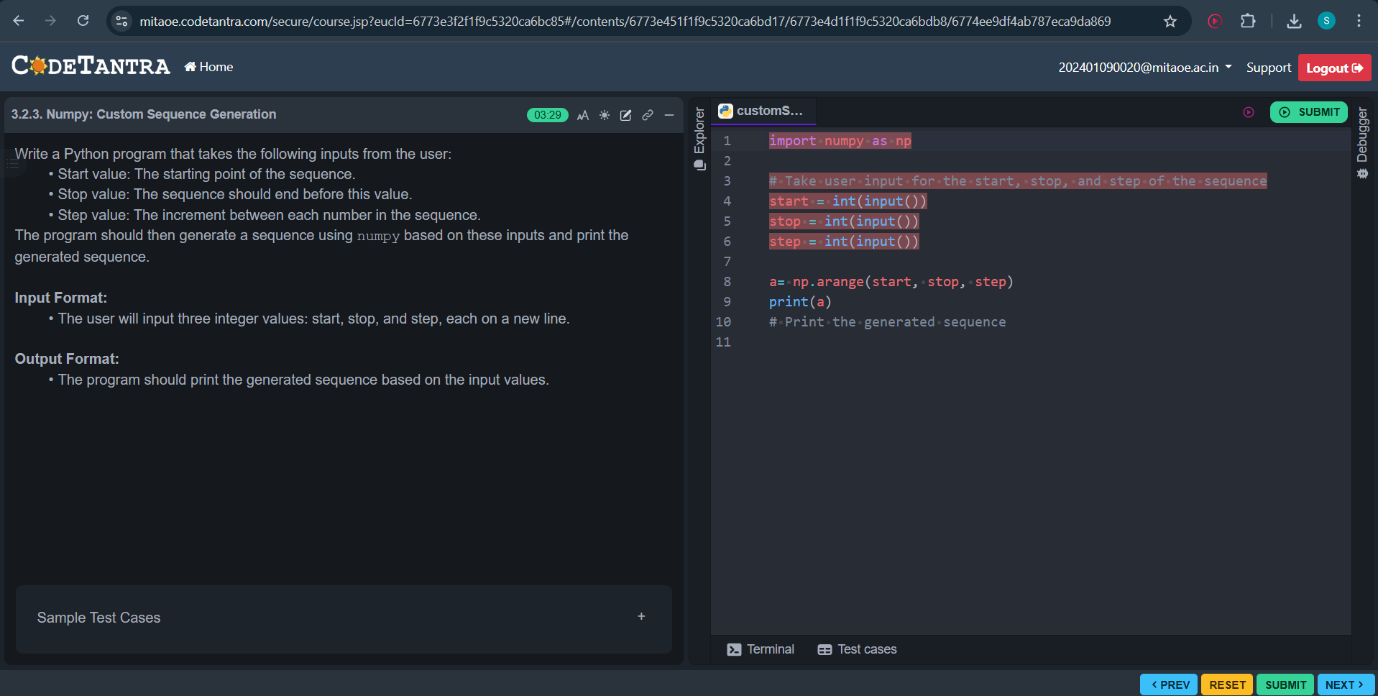 mitaoe.codetantra.com/secure/course.jsp?eucId=6773e3f2f1f9c5320ca6bc85#/contents/6773e451f1f9c5320ca6bd17/6773e4d1f1f9c5320ca6bdb8/6774ee9df4ab787eca9da869
S
CODETANTRA
Home
202401090020@mitaoe.ac.in
Support
Logout
3.2.3. Numpy: Custom Sequence Generation
03:29
AA
Write a Python program that takes the following inputs from the user:
• Start value: The starting point of the sequence.
• Stop value: The sequence should end before this value.
• Step value: The increment between each number in the sequence.
The program should then generate a sequence using numpy based on these inputs and print the
generated sequence.
Input Format:
• The user will input three integer values: start, stop, and step, each on a new line.
Output Format:
• The program should print the generated sequence based on the input values.
Sample Test Cases
+
Explorer
customS...
SUBMIT
Debugger
1 import numpy as np
2
3 # Take user input for the start, stop, and step of the sequence
4 start = int(input())
5 stop = int(input())
6 step = int(input())
7
8 a= np.arange(start, stop, step)
9 print(a)
10 # Print the generated sequence
11
Terminal
Test cases
< PREV
RESET
SUBMIT
NEXT >